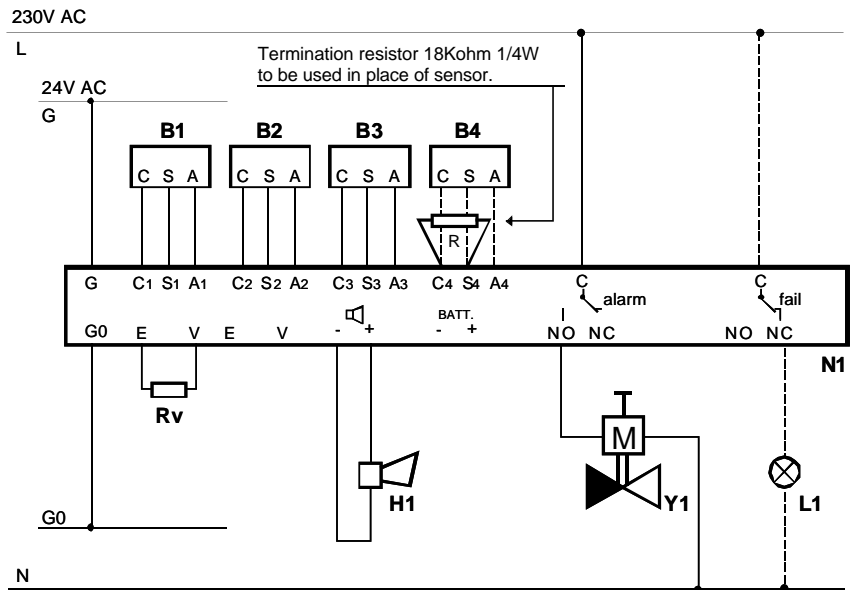 230V AC
L
Termination resistor 18Kohm 1/4W
to be used in place of sensor.
24V AC
G
B1 B2 B3 B4
C S A C S A C S A C S A
R
G C1 S1 A1 C2 S2 A2 C3 S3 A3 C4 S4 A4 C C
alarm fail
BATT.
- + - +
G0 E V E V NO NC NO NC
N1
Rv
M
H1 Y1 L1
G0
N